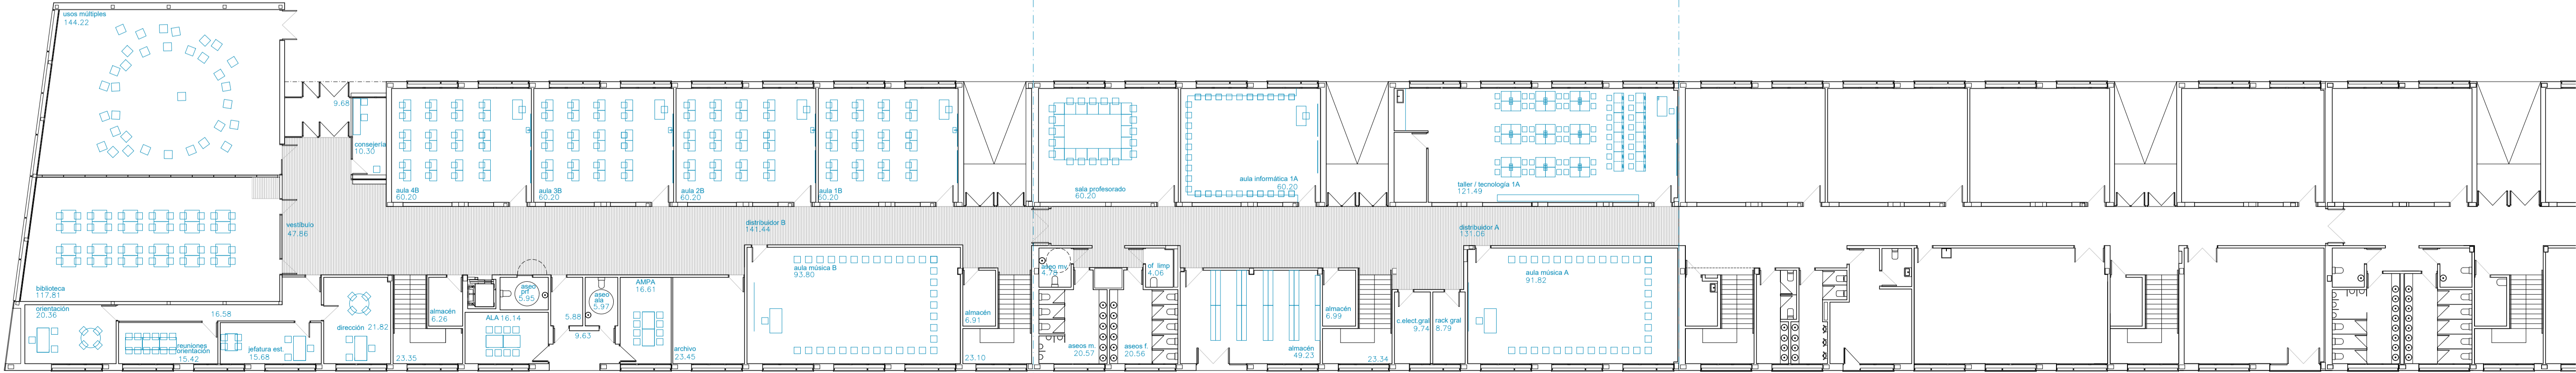 usos múltiples
144.22
9.68
consejería
10.30
aula 4B
60.20
aula 3B
60.20
aula 2B
60.20
aula 1B
60.20
sala profesorado
60.20
aula informática 1A
60.20
taller / tecnología 1A
121.49
vestíbulo
47.86
distribuidor B
141.44
distribuidor A
131.06
biblioteca
117.81
orientación
20.36
16.58
reuniones
orientación
15.42
jefatura est.
15.68
dirección 21.82
23.35
almacén
6.26
aseo
prf
5.95
ALA 16.14
aseo
ala
5.97
5.88
9.63
AMPA
16.61
archivo
23.45
aula música B
93.80
almacén
6.91
23.10
aseo mv.
aseos m.
20.57
of limp
4.06
aseos f.
20.56
almacén
49.23
almacén
6.99
23.34
c.elect.gral
9.74
rack gral
8.79
aula música A
91.82